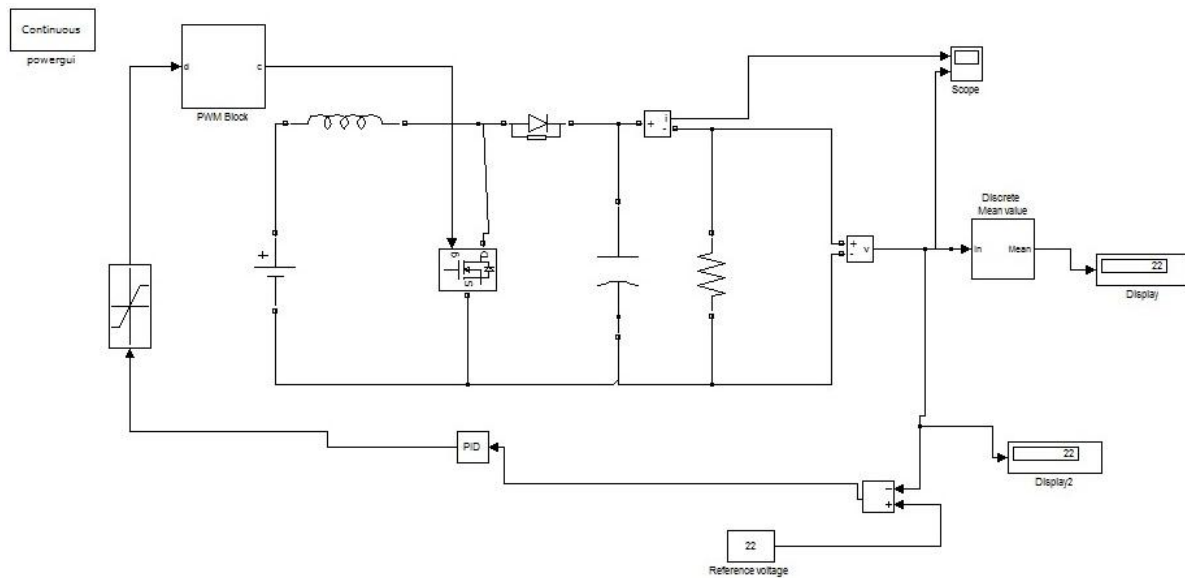 Continuous
powergui
d
c
PWM Block
Scope
+
i
-
+
g
D
S
+
-
v
Discrete
Mean value
In
Mean
22
Display
PID
22
Display2
-
+
22
Reference voltage